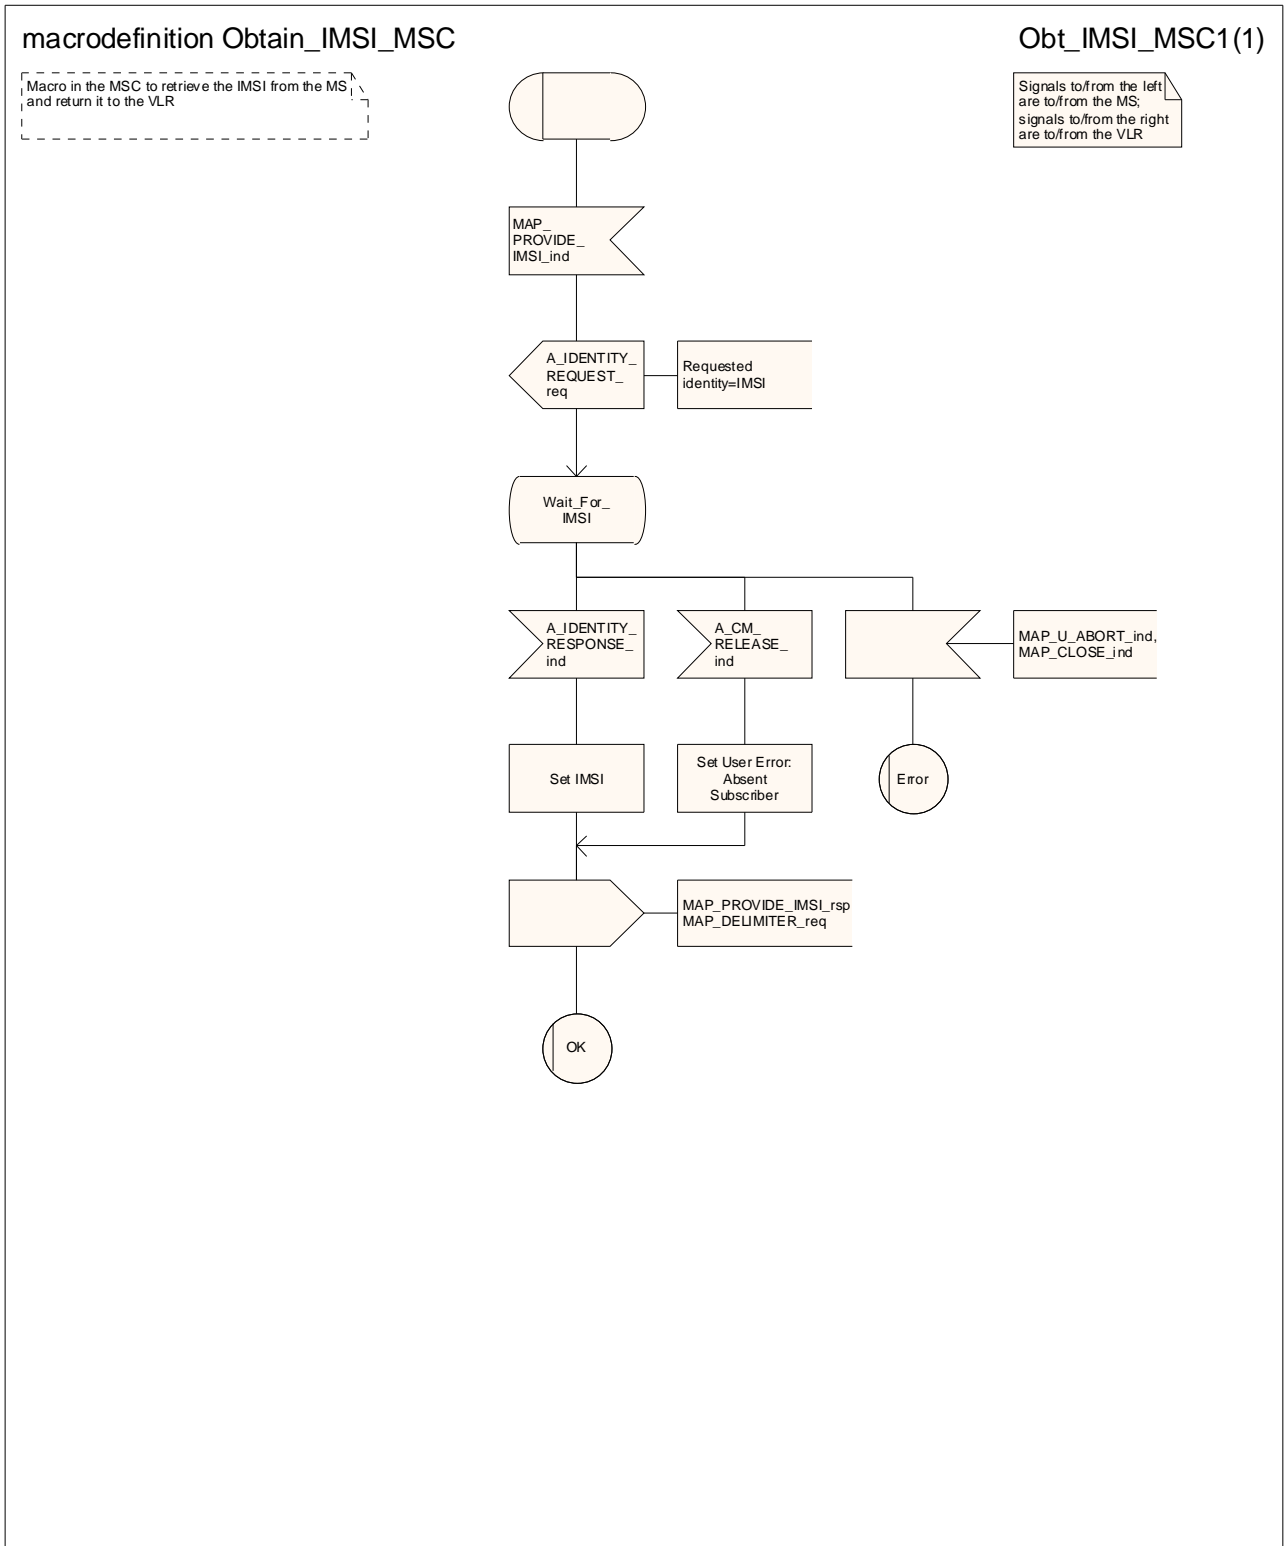 macrodefinition Obtain_IMSI_MSC
Obt_IMSI_MSC1(1)
Macro in the MSC to retrieve the IMSI from the MS
and return it to the VLR
Signals to/from the left
are to/from the MS;
signals to/from the right
are to/from the VLR
MAP_
PROVIDE_
IMSI_ind
A_IDENTITY_
REQUEST_
req
Requested
identity=IMSI
Wait_For_
IMSI
A_IDENTITY_
RESPONSE_
ind
A_CM_
RELEASE_
ind
MAP_U_ABORT_ind,
MAP_CLOSE_ind
Set IMSI
Set User Error:
Absent
Subscriber
Error
MAP_PROVIDE_IMSI_rsp
MAP_DELIMITER_req
OK